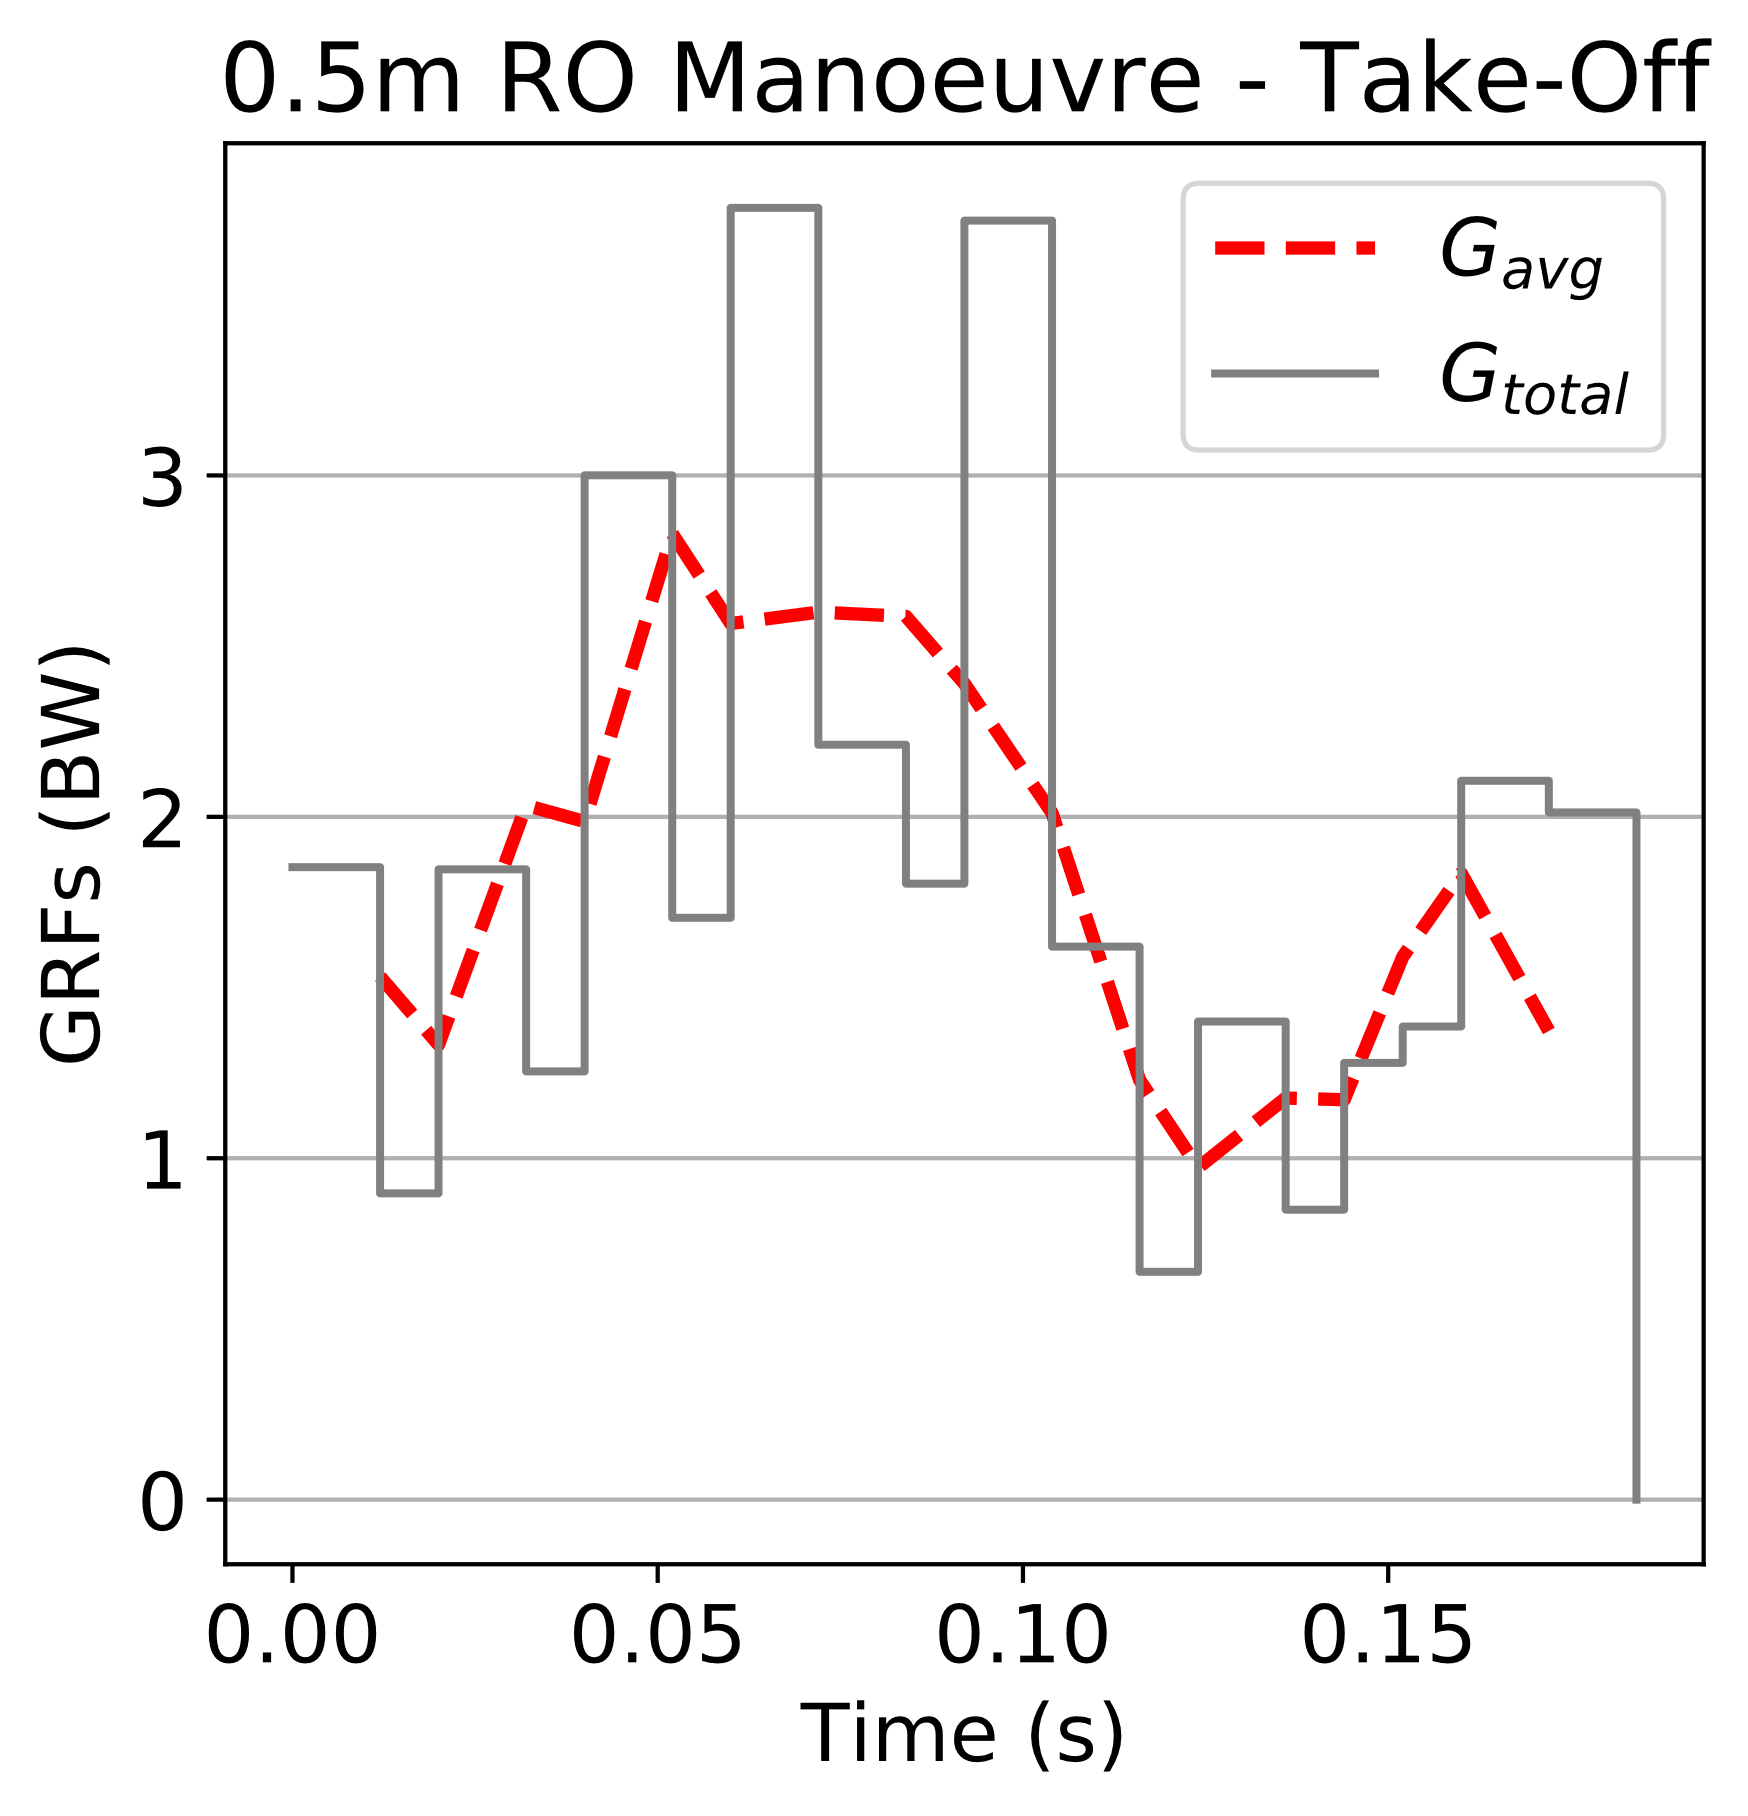 0.5m RO Manoeuvre - Take-Off
G_avg
G_total
GRFs (BW)
3
2
1
0
0.00 0.05 0.10 0.15
Time (s)